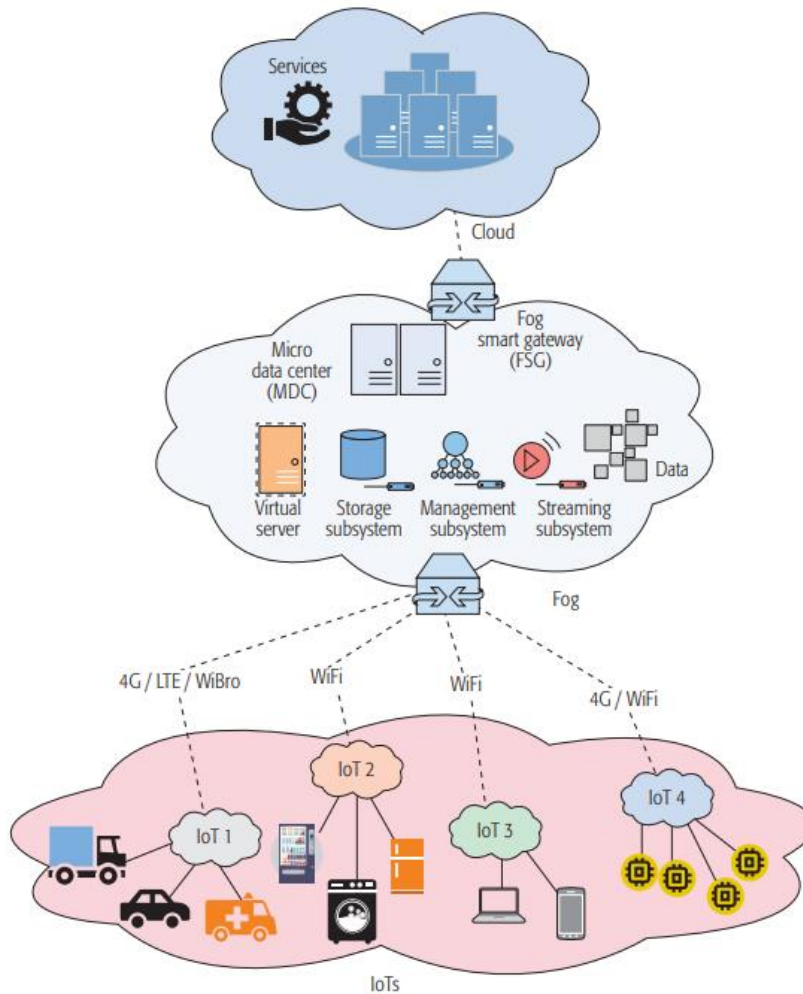 Services
Cloud
Fog
smart gateway
(FSG)
Micro
data center
(MDC)
Data
Virtual
server
Storage
subsystem
Management
subsystem
Streaming
subsystem
Fog
4G / LTE / WiBro
WiFi
WiFi
4G / WiFi
IoT 1
IoT 2
IoT 3
IoT 4
IoTs